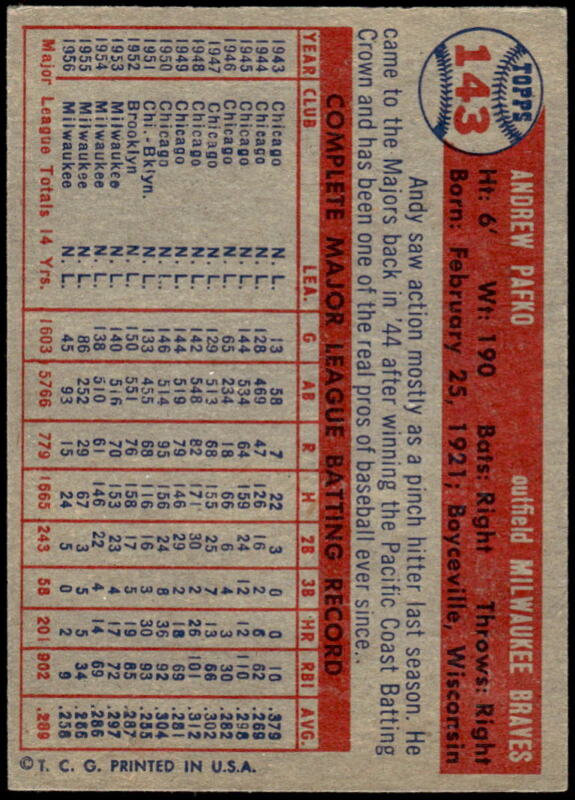 TOPPS
143
ANDREW PAFKO outfield MILWAUKEE BRAVES
Ht: 6' Wt: 190 Bats: Right Throws: Right
Born: February 25, 1921; Boyceville, Wisconsin
Andy saw action mostly as a pinch hitter last season. He
came to the Majors back in '44 after winning the Pacific Coast Batting
Crown and has been one of the real pros of baseball ever since.
COMPLETE MAJOR LEAGUE BATTING RECORD
YEAR CLUB LEA. G AB R H 2B 3B HR RBI AVG.
1943 Chicago N. L. 13 58 7 22 3 0 0 10 .379
1944 Chicago N. L. 128 469 47 126 16 2 6 62 .269
1945 Chicago N. L. 144 534 64 159 24 12 12 110 .298
1946 Chicago N. L. 65 234 18 66 6 4 3 39 .282
1947 Chicago N. L. 129 513 68 155 25 7 13 66 .302
1948 Chicago N. L. 142 548 82 171 30 2 26 101 .312
1949 Chicago N. L. 144 519 79 146 29 2 18 69 .281
1950 Chicago N. L. 146 514 95 156 24 8 36 92 .304
1951 Chi.-Bklyn. N. L. 133 455 68 116 16 3 30 93 .255
1952 Brooklyn N. L. 150 551 76 158 17 5 19 85 .287
1953 Milwaukee N. L. 140 516 70 153 23 4 17 72 .297
1954 Milwaukee N. L. 138 510 61 146 22 4 14 69 .286
1955 Milwaukee N. L. 86 252 29 67 3 5 5 34 .266
1956 Milwaukee N. L. 45 93 15 24 5 0 2 9 .258
Major League Totals 14 Yrs. 1603 5766 779 1665 243 58 201 902 .289
© T. C. G. PRINTED IN U.S.A.